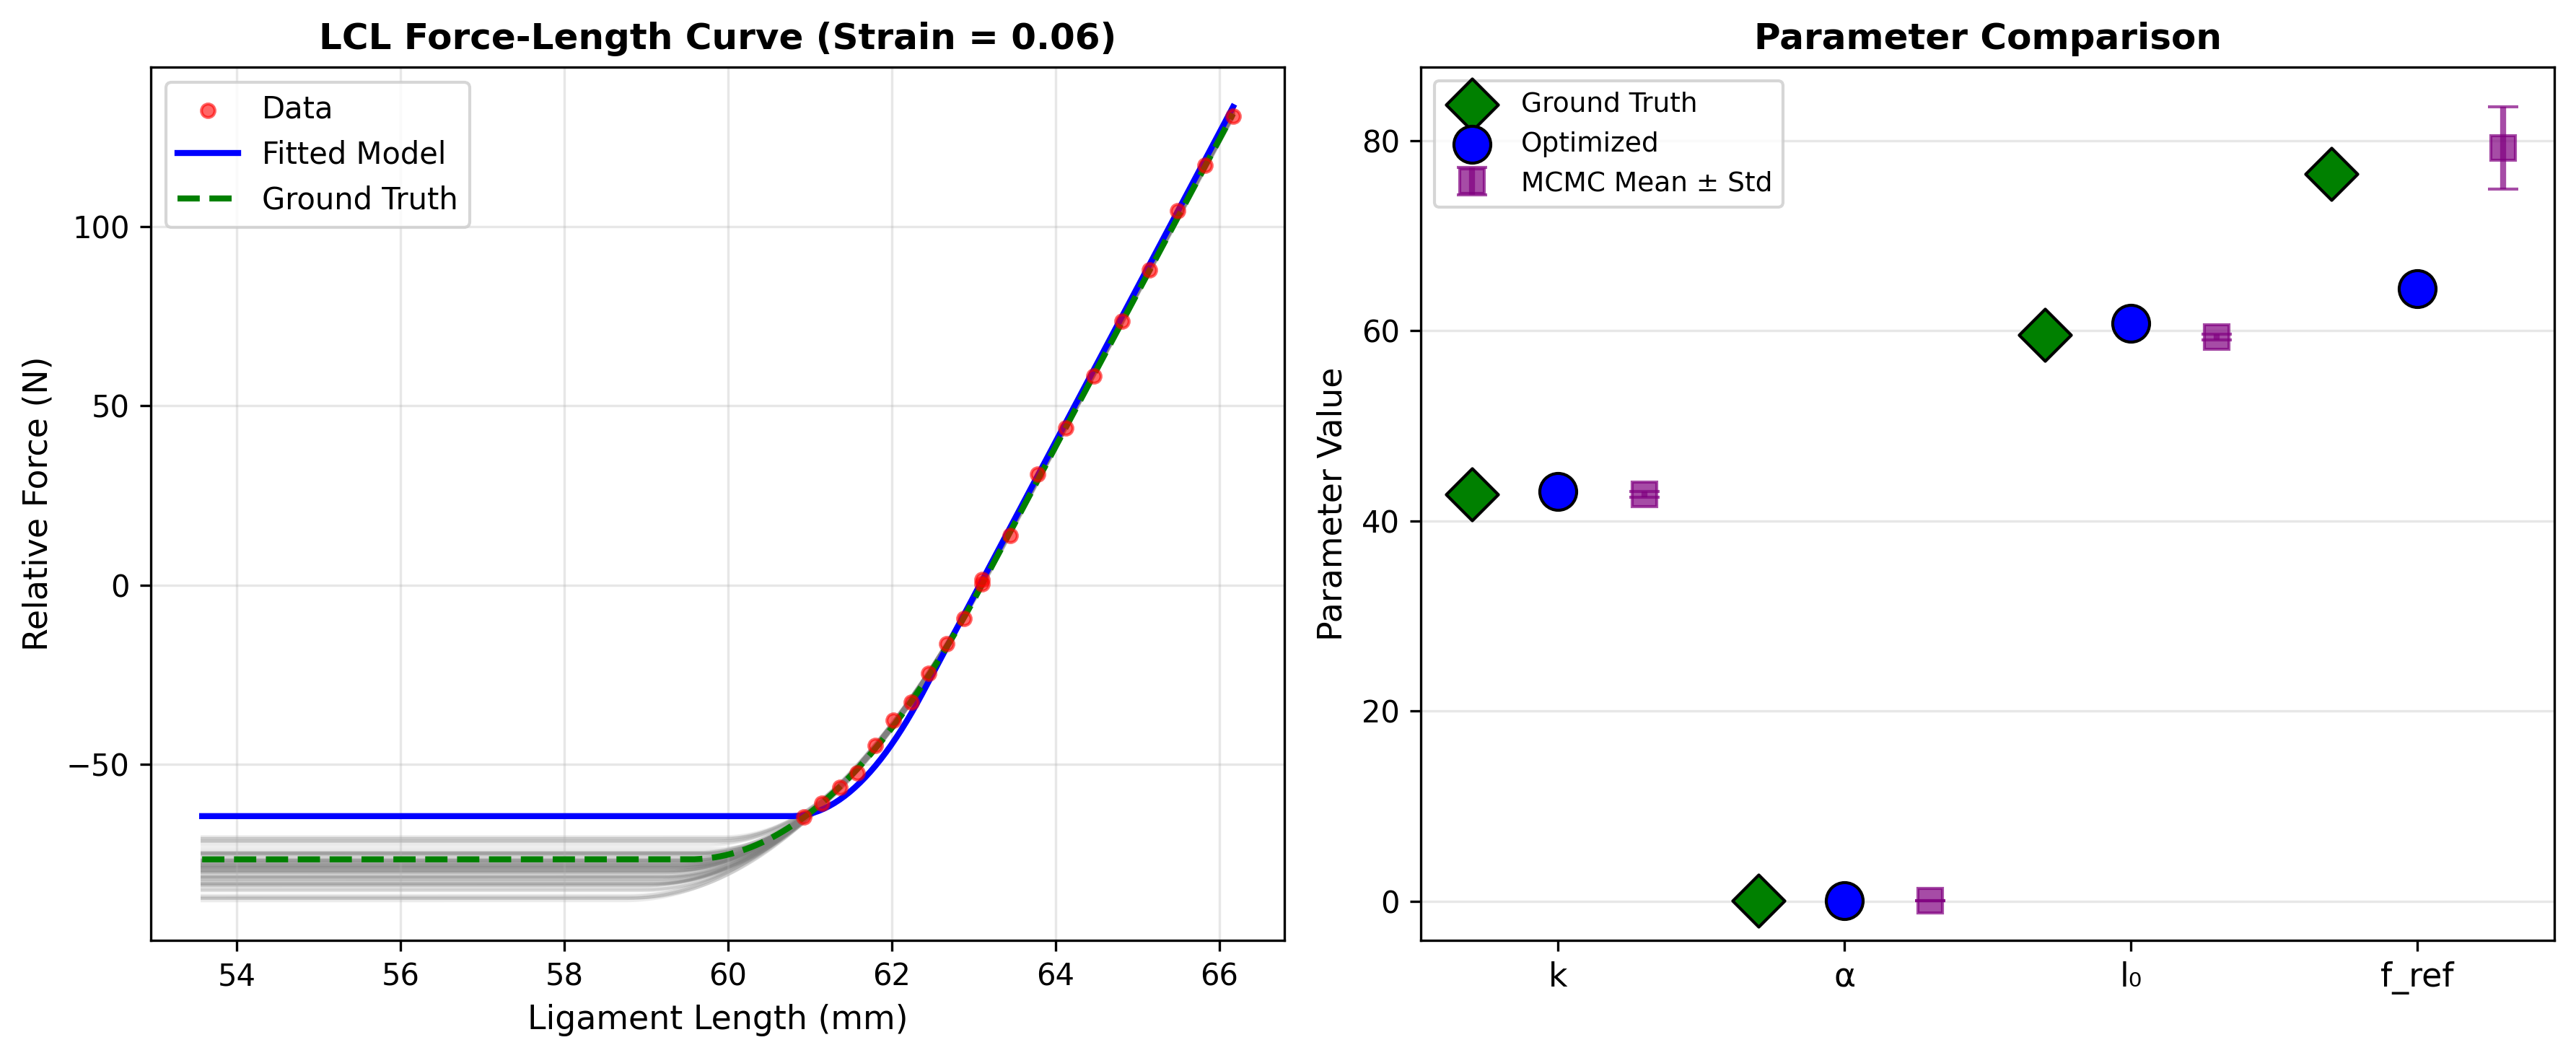 LCL Force-Length Curve (Strain = 0.06)
Data
Fitted Model
Ground Truth
Relative Force (N)
100
50
0
−50
54
56
58
60
62
64
66
Ligament Length (mm)
Parameter Comparison
Ground Truth
Optimized
MCMC Mean ± Std
Parameter Value
80
60
40
20
0
k
α
l₀
f_ref